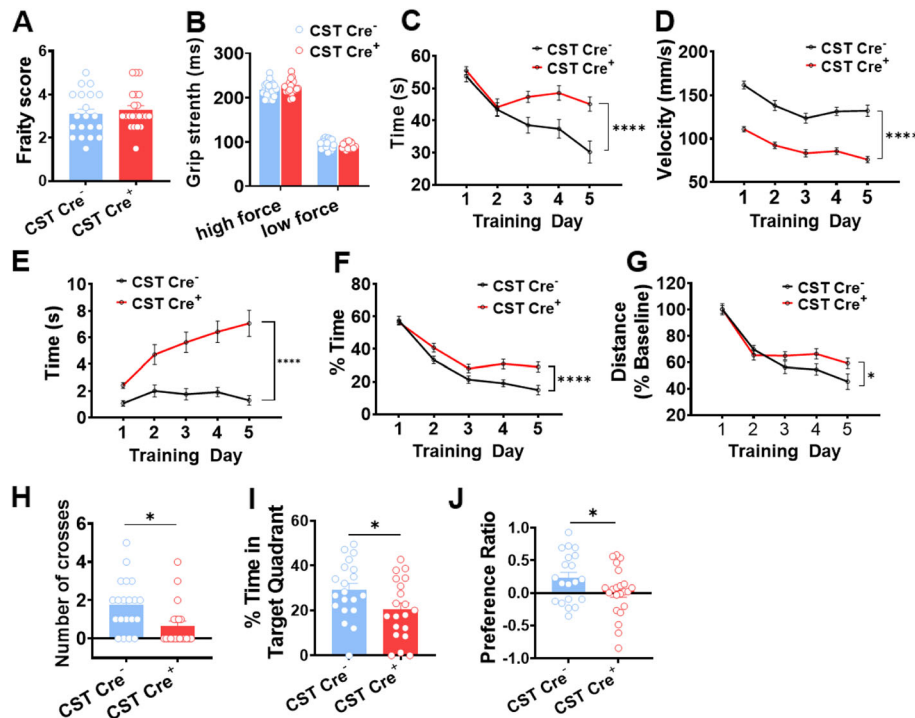 A
Fraity score
6
4
2
0
CST Cre-
CST Cre+
B
CST Cre-
CST Cre+
Grip strenth (ms)
300
200
100
0
high force
low force
C
CST Cre-
CST Cre+
Time (s)
60
50
40
30
20
1 2 3 4 5
Training Day
****
D
CST Cre-
CST Cre+
Velocity (mm/s)
200
150
100
50
1 2 3 4 5
Training Day
****
E
CST Cre-
CST Cre+
Time (s)
10
8
6
4
2
0
1 2 3 4 5
Training Day
****
F
CST Cre-
CST Cre+
% Time
80
60
40
20
0
1 2 3 4 5
Training Day
****
G
CST Cre-
CST Cre+
Distance
(% Baseline)
120
100
80
60
40
20
1 2 3 4 5
Training Day
*
H
Number of crosses
6
4
2
0
*
CST Cre-
CST Cre+
I
% Time in
Target Quadrant
60
40
20
0
*
CST Cre-
CST Cre+
J
Preference Ratio
1.0
0.5
0.0
-0.5
-1.0
*
CST Cre-
CST Cre+